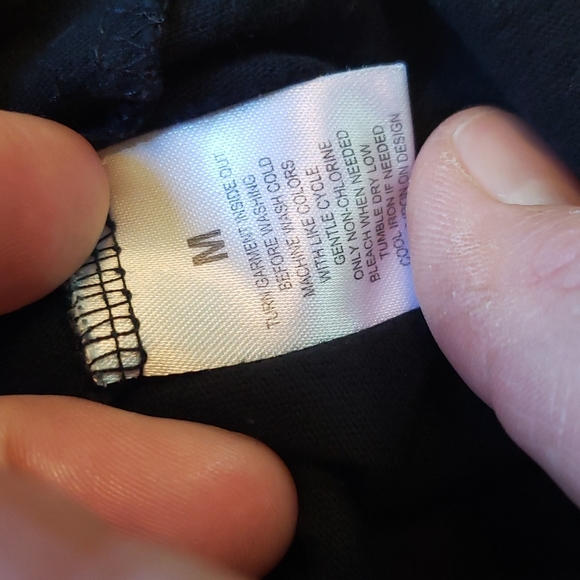 M
TURN GARMENT INSIDE OUT
BEFORE WASHING
MACHINE WASH COLD
WITH LIKE COLORS
GENTLE CYCLE
ONLY NON-CHLORINE
BLEACH WHEN NEEDED
TUMBLE DRY LOW
COOL IRON IF NEEDED
ON DESIGN